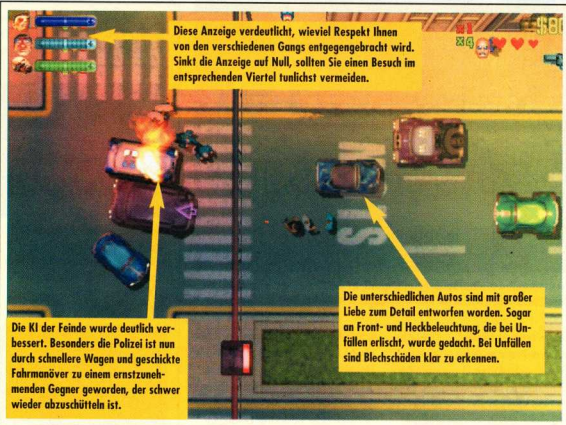 Diese Anzeige verdeutlicht, wieviel Respekt Ihnen
von den verschiedenen Gangs entgegengebracht wird.
Sinkt die Anzeige auf Null, sollten Sie einen Besuch im
entsprechenden Viertel tunlichst vermeiden.
x4
Die KI der Feinde wurde deutlich ver-
bessert. Besonders die Polizei ist nun
durch schnellere Wagen und geschickte
Fahrmanöver zu einem ernstzuneh-
menden Gegner geworden, der schwer
wieder abzuschütteln ist.
Die unterschiedlichen Autos sind mit großer
Liebe zum Detail entworfen worden. Sogar
an Front- und Heckbeleuchtung, die bei Un-
fällen erlischt, wurde gedacht. Bei Unfällen
sind Blechschäden klar zu erkennen.